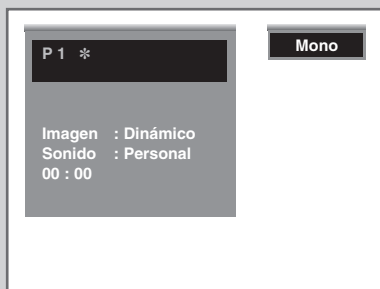 P 1 ✻
Mono
Imagen : Dinámico
Sonido : Personal
00 : 00